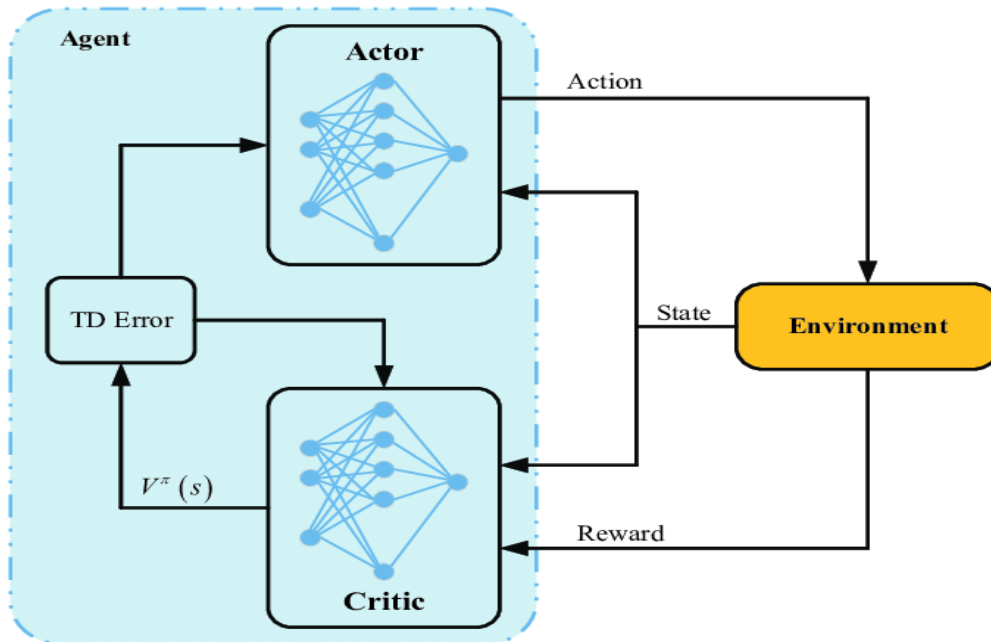 Agent
Actor
Action
TD Error
State
Environment
V^π (s)
Reward
Critic